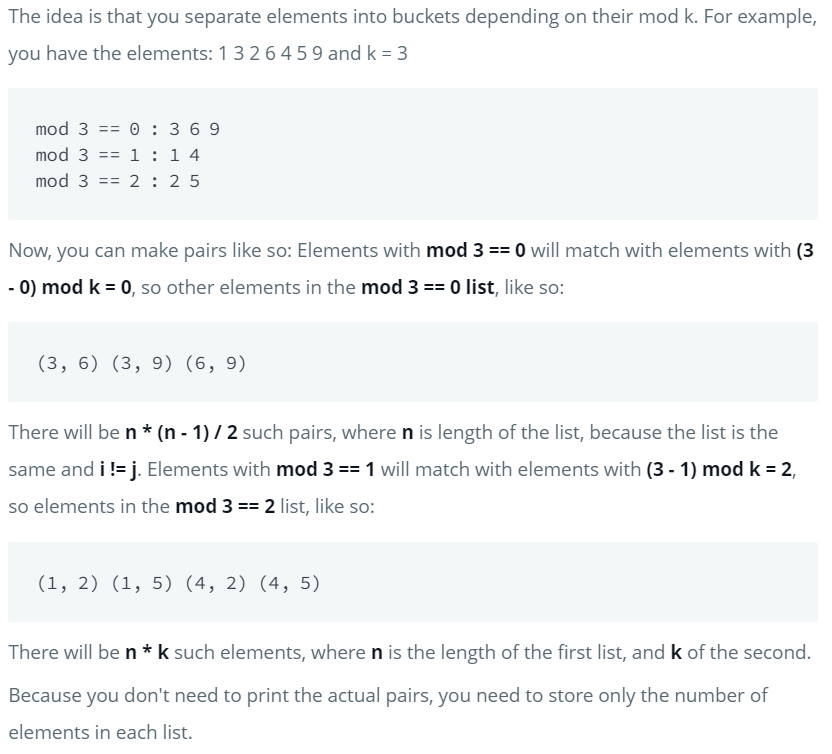 The idea is that you separate elements into buckets depending on their mod k. For example,
you have the elements: 1 3 2 6 4 5 9 and k = 3
mod 3 == 0 : 3 6 9
mod 3 == 1 : 1 4
mod 3 == 2 : 2 5
Now, you can make pairs like so: Elements with mod 3 == 0 will match with elements with (3
- 0) mod k = 0, so other elements in the mod 3 == 0 list, like so:
(3, 6) (3, 9) (6, 9)
There will be n * (n - 1) / 2 such pairs, where n is length of the list, because the list is the
same and i != j. Elements with mod 3 == 1 will match with elements with (3 - 1) mod k = 2,
so elements in the mod 3 == 2 list, like so:
(1, 2) (1, 5) (4, 2) (4, 5)
There will be n * k such elements, where n is the length of the first list, and k of the second.
Because you don't need to print the actual pairs, you need to store only the number of
elements in each list.